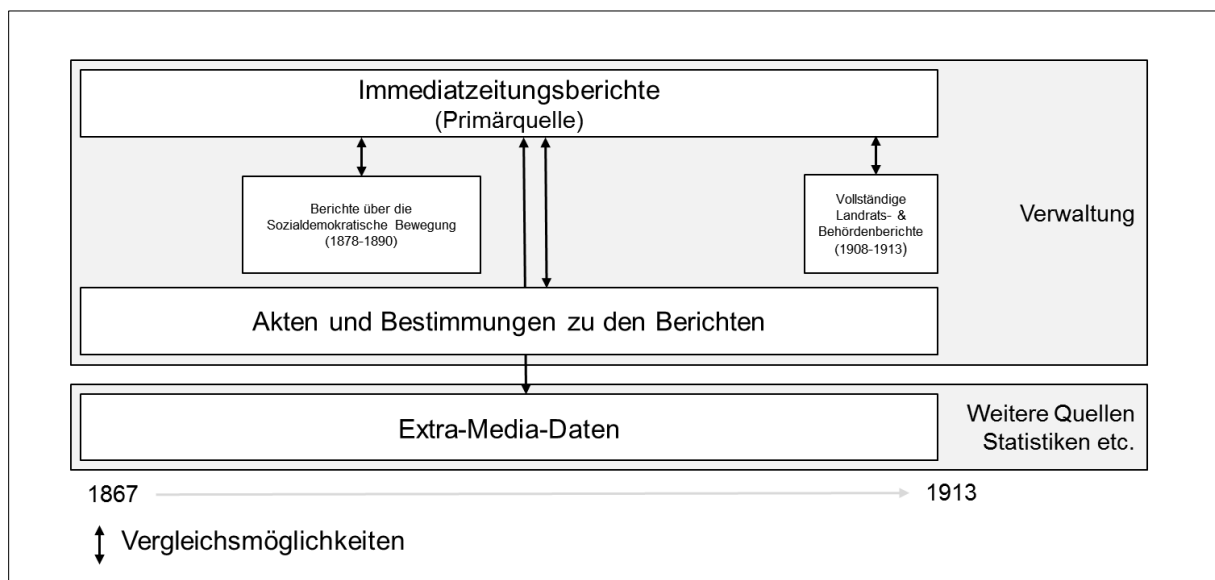 Immediatzeitungsberichte
(Primärquelle)
Berichte über die
Sozialdemokratische Bewegung
(1878-1890)
Vollständige
Landrats- &
Behördenberichte
(1908-1913)
Verwaltung
Akten und Bestimmungen zu den Berichten
Extra-Media-Daten
Weitere Quellen
Statistiken etc.
1867
1913
Vergleichsmöglichkeiten